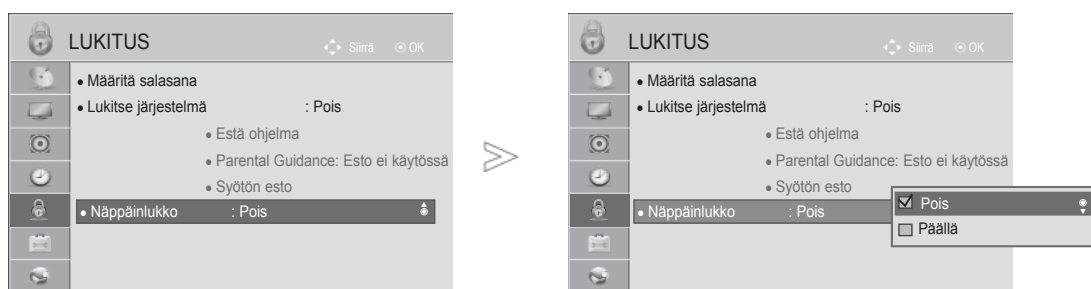 LUKITUS
Siirrä OK
• Määritä salasana
• Lukitse järjestelmä : Pois
• Estä ohjelma
• Parental Guidance: Esto ei käytössä
• Syötön esto
• Näppäinlukko : Pois
LUKITUS
Siirrä OK
• Määritä salasana
• Lukitse järjestelmä : Pois
• Estä ohjelma
• Parental Guidance: Esto ei käytössä
• Syötön esto
• Näppäinlukko : Pois
Pois
Päällä